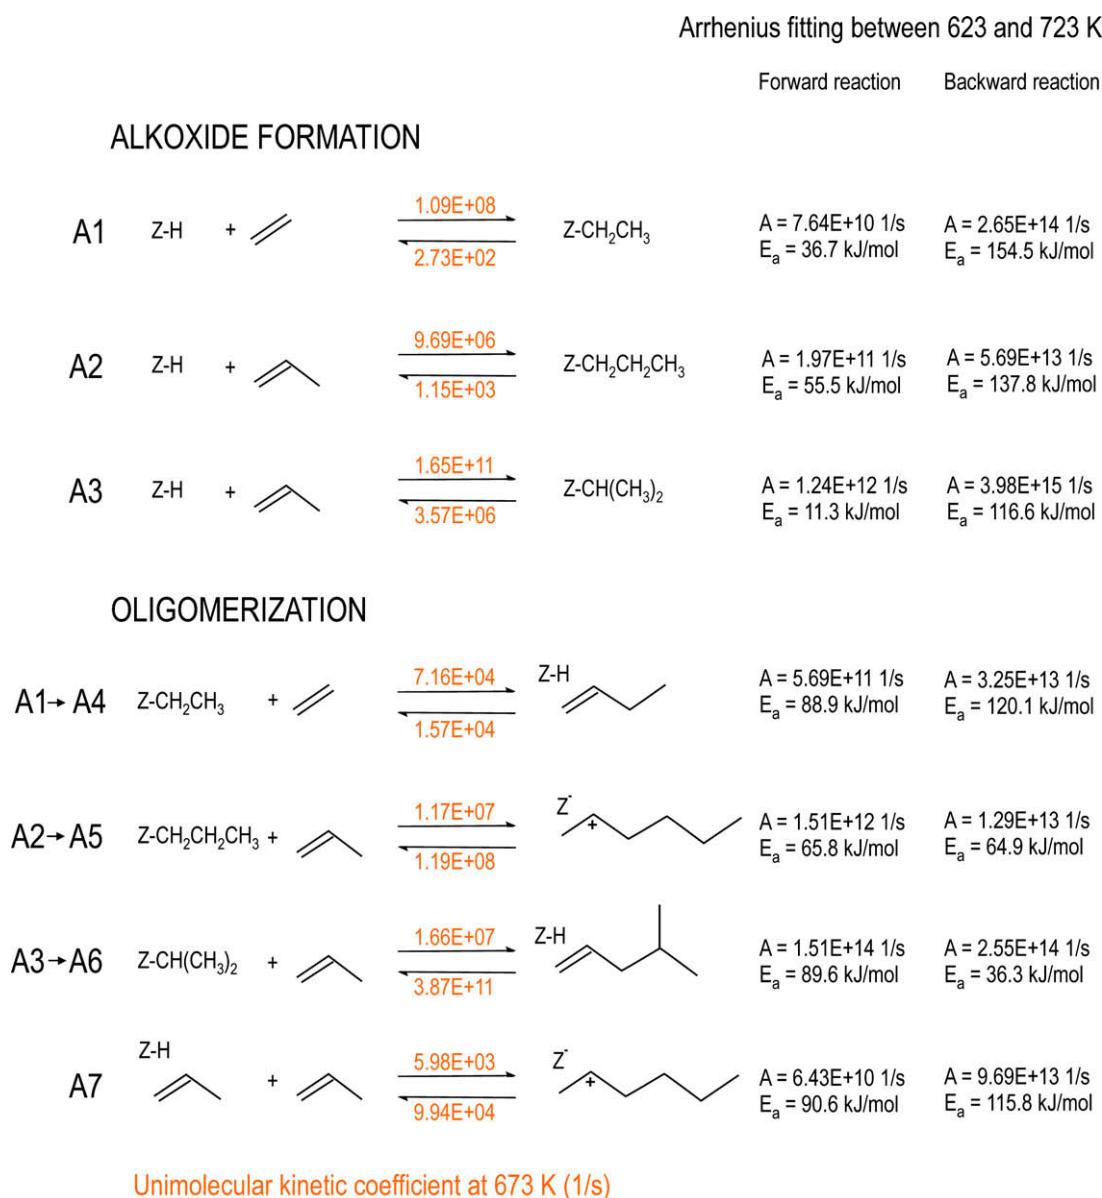 Arrhenius fitting between 623 and 723 K
Forward reaction Backward reaction
ALKOXIDE FORMATION
A1 Z-H + 1.09E+08 2.73E+02 Z-CH₂CH₃ A = 7.64E+10 1/s A = 2.65E+14 1/s
Eₐ = 36.7 kJ/mol Eₐ = 154.5 kJ/mol
A2 Z-H + 9.69E+06 1.15E+03 Z-CH₂CH₂CH₃ A = 1.97E+11 1/s A = 5.69E+13 1/s
Eₐ = 55.5 kJ/mol Eₐ = 137.8 kJ/mol
A3 Z-H + 1.65E+11 3.57E+06 Z-CH(CH₃)₂ A = 1.24E+12 1/s A = 3.98E+15 1/s
Eₐ = 11.3 kJ/mol Eₐ = 116.6 kJ/mol
OLIGOMERIZATION
A1→ A4 Z-CH₂CH₃ + 7.16E+04 1.57E+04 Z-H A = 5.69E+11 1/s A = 3.25E+13 1/s
Eₐ = 88.9 kJ/mol Eₐ = 120.1 kJ/mol
A2→ A5 Z-CH₂CH₂CH₃ + 1.17E+07 1.19E+08 Z⁻ + A = 1.51E+12 1/s A = 1.29E+13 1/s
Eₐ = 65.8 kJ/mol Eₐ = 64.9 kJ/mol
A3→A6 Z-CH(CH₃)₂ + 1.66E+07 3.87E+11 Z-H A = 1.51E+14 1/s A = 2.55E+14 1/s
Eₐ = 89.6 kJ/mol Eₐ = 36.3 kJ/mol
A7 Z-H + 5.98E+03 9.94E+04 Z⁻ + A = 6.43E+10 1/s A = 9.69E+13 1/s
Eₐ = 90.6 kJ/mol Eₐ = 115.8 kJ/mol
Unimolecular kinetic coefficient at 673 K (1/s)